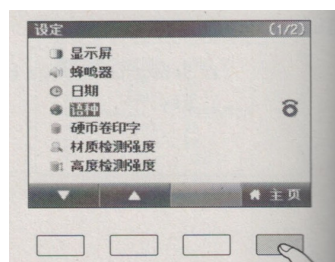 设定 (1/2)
显示屏
蜂鸣器
日期
语种
硬币卷印字
材质检测强度
高度检测强度
▼ ▲ 主页